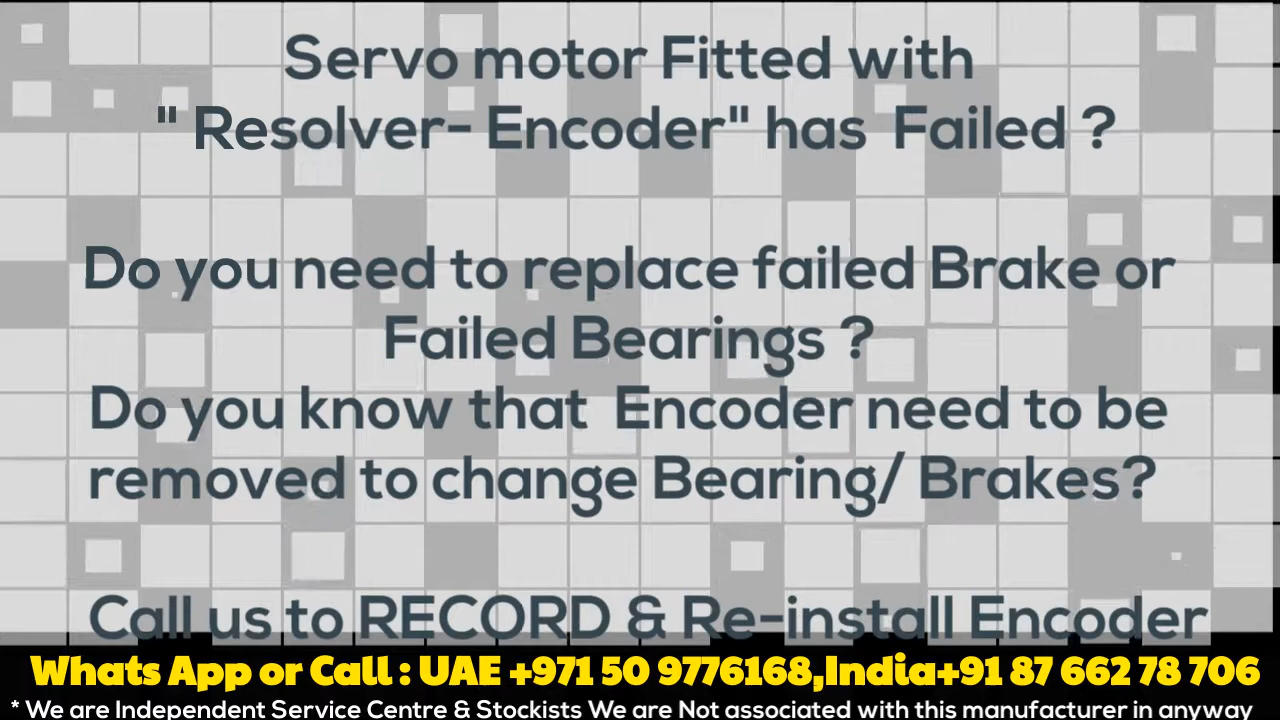 Servo motor Fitted with
" Resolver- Encoder" has Failed ?
Do you need to replace failed Brake or
Failed Bearings ?
Do you know that Encoder need to be
removed to change Bearing/ Brakes?
Call us to RECORD & Re-install Encoder
Whats App or Call : UAE +971 50 9776168,India+91 87 662 78 706
* We are Independent Service Centre & Stockists We are Not associated with this manufacturer in anyway